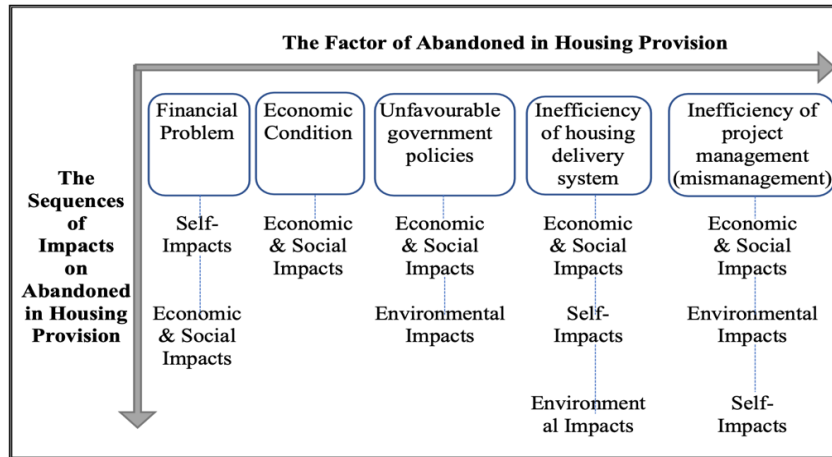 The Factor of Abandoned in Housing Provision
The
Sequences
of
Impacts
on
Abandoned
in Housing
Provision
Financial
Problem
Self-
Impacts
Economic
& Social
Impacts
Economic
Condition
Economic
& Social
Impacts
Unfavourable
government
policies
Economic
& Social
Impacts
Environmental
Impacts
Inefficiency
of housing
delivery
system
Economic
& Social
Impacts
Self-
Impacts
Environment
al Impacts
Inefficiency of
project
management
(mismanagement)
Economic
& Social
Impacts
Environmental
Impacts
Self-
Impacts